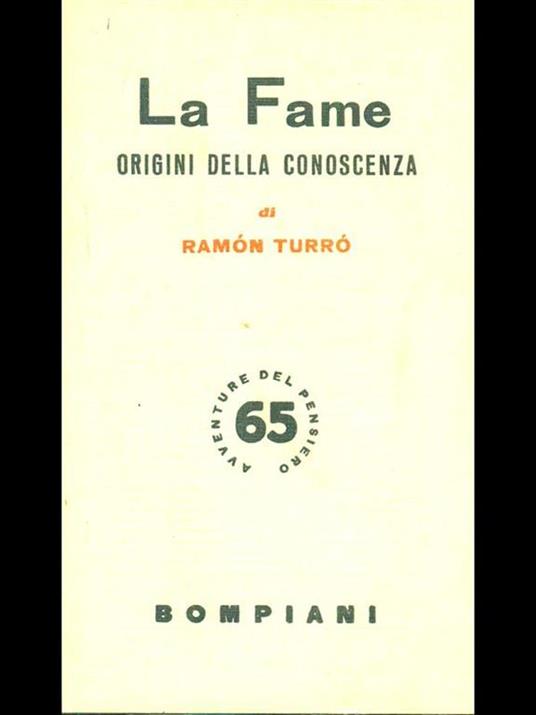 La Fame
ORIGINI DELLA CONOSCENZA
di
RAMÓN TURRÓ
AVVENTURE DEL PENSIERO
65
BOMPIANI